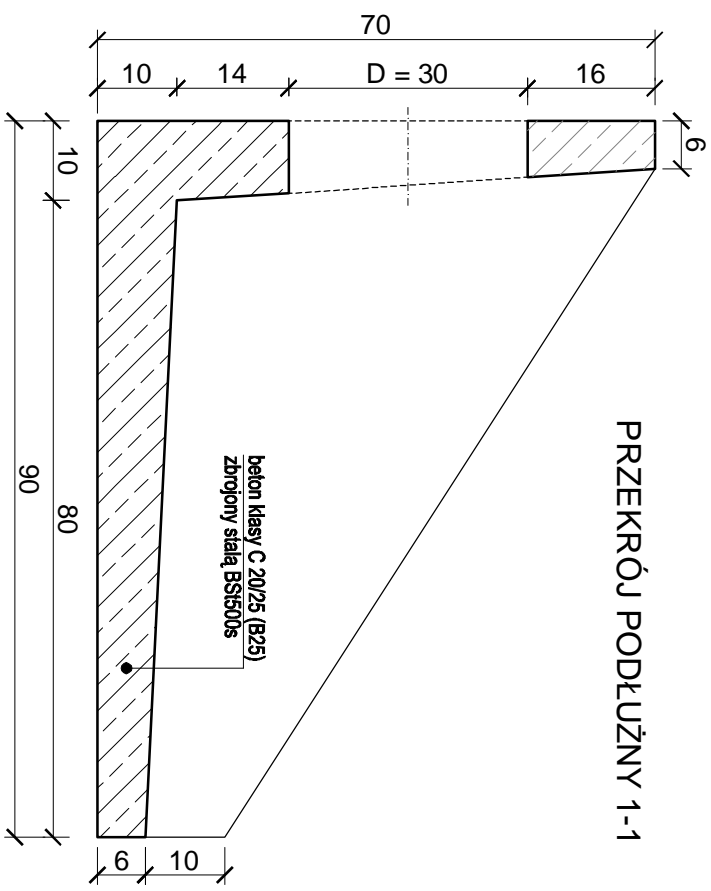 PRZEKRÓJ PODŁUŻNY 1-1
70
10
14
D = 30
16
6
10
80
90
beton klasy C 20/25 (B25)
zbrojony stalą BSt500s
6
10